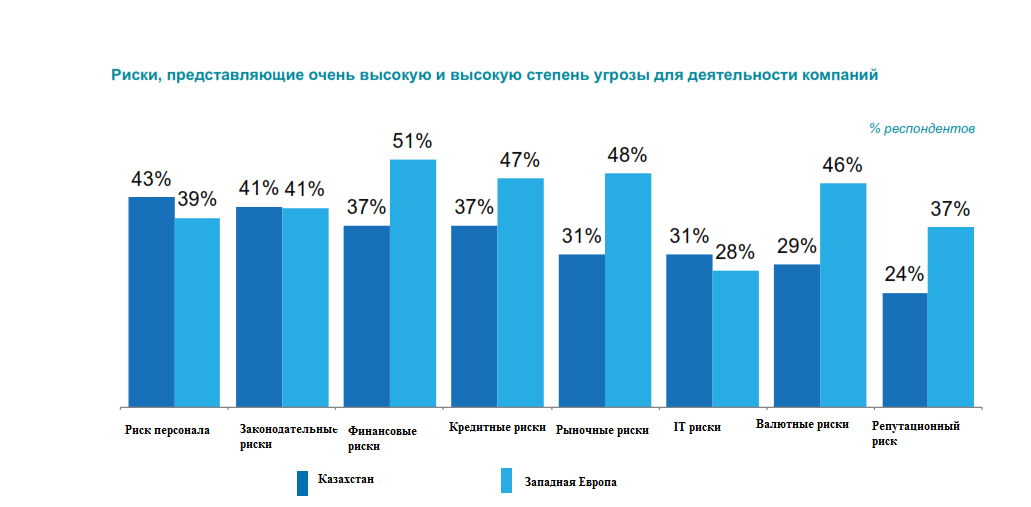 Риски, представляющие очень высокую и высокую степень угрозы для деятельности компаний
% респондентов
43%
39%
41%
41%
37%
51%
37%
47%
31%
48%
31%
28%
29%
46%
24%
37%
Риск персонала
Законодательные
риски
Финансовые
риски
Кредитные риски
Рыночные риски
IT риски
Валютные риски
Репутационный
риск
Казахстан
Западная Европа